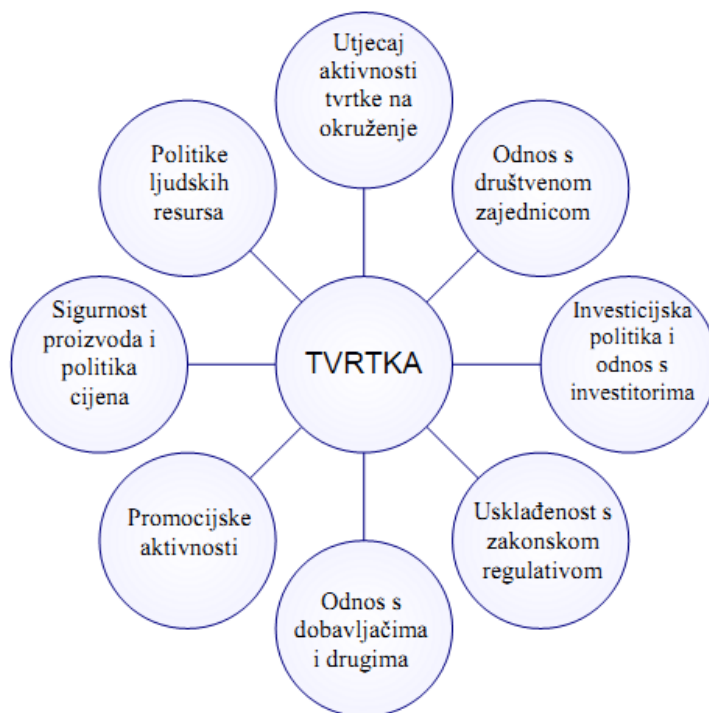 Utjecaj
aktivnosti
tvrtke na
okruženje
Odnos s
društvenom
zajednicom
Investicijska
politika i
odnos s
investitorima
Usklađenost s
zakonskom
regulativom
Odnos s
dobavljačima
i drugima
Promocijske
aktivnosti
Sigurnost
proizvoda i
politika
cijena
Politike
ljudskih
resursa
TVRTKA